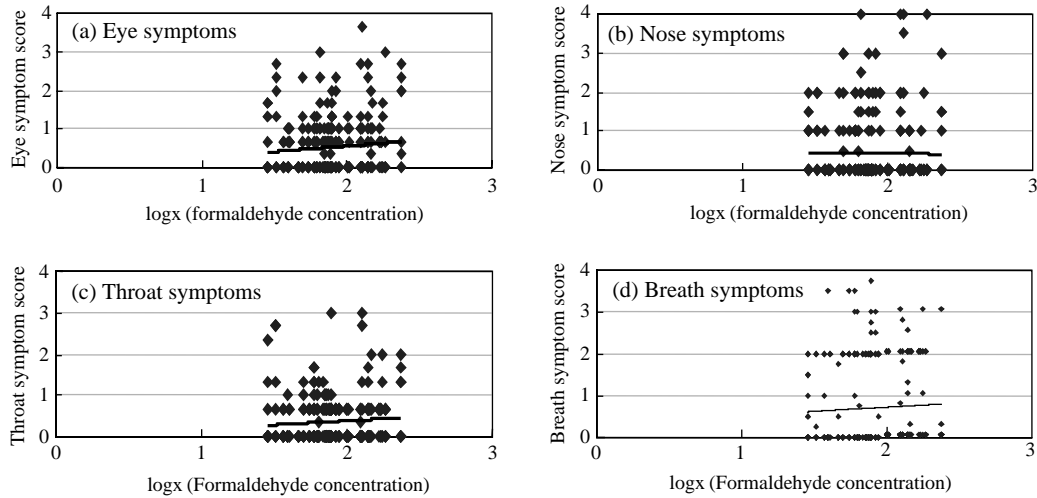 (a) Eye symptoms
Eye symptom score
4
3
2
1
0
0 1 2 3
logx (formaldehyde concentration)
(b) Nose symptoms
Nose symptom score
4
3
2
1
0
0 1 2 3
logx (formaldehyde concentration)
(c) Throat symptoms
Throat symptom score
4
3
2
1
0
0 1 2 3
logx (Formaldehyde concentration)
(d) Breath symptoms
Breath symptom score
4
3
2
1
0
0 1 2 3
logx (Formaldehyde concentration)